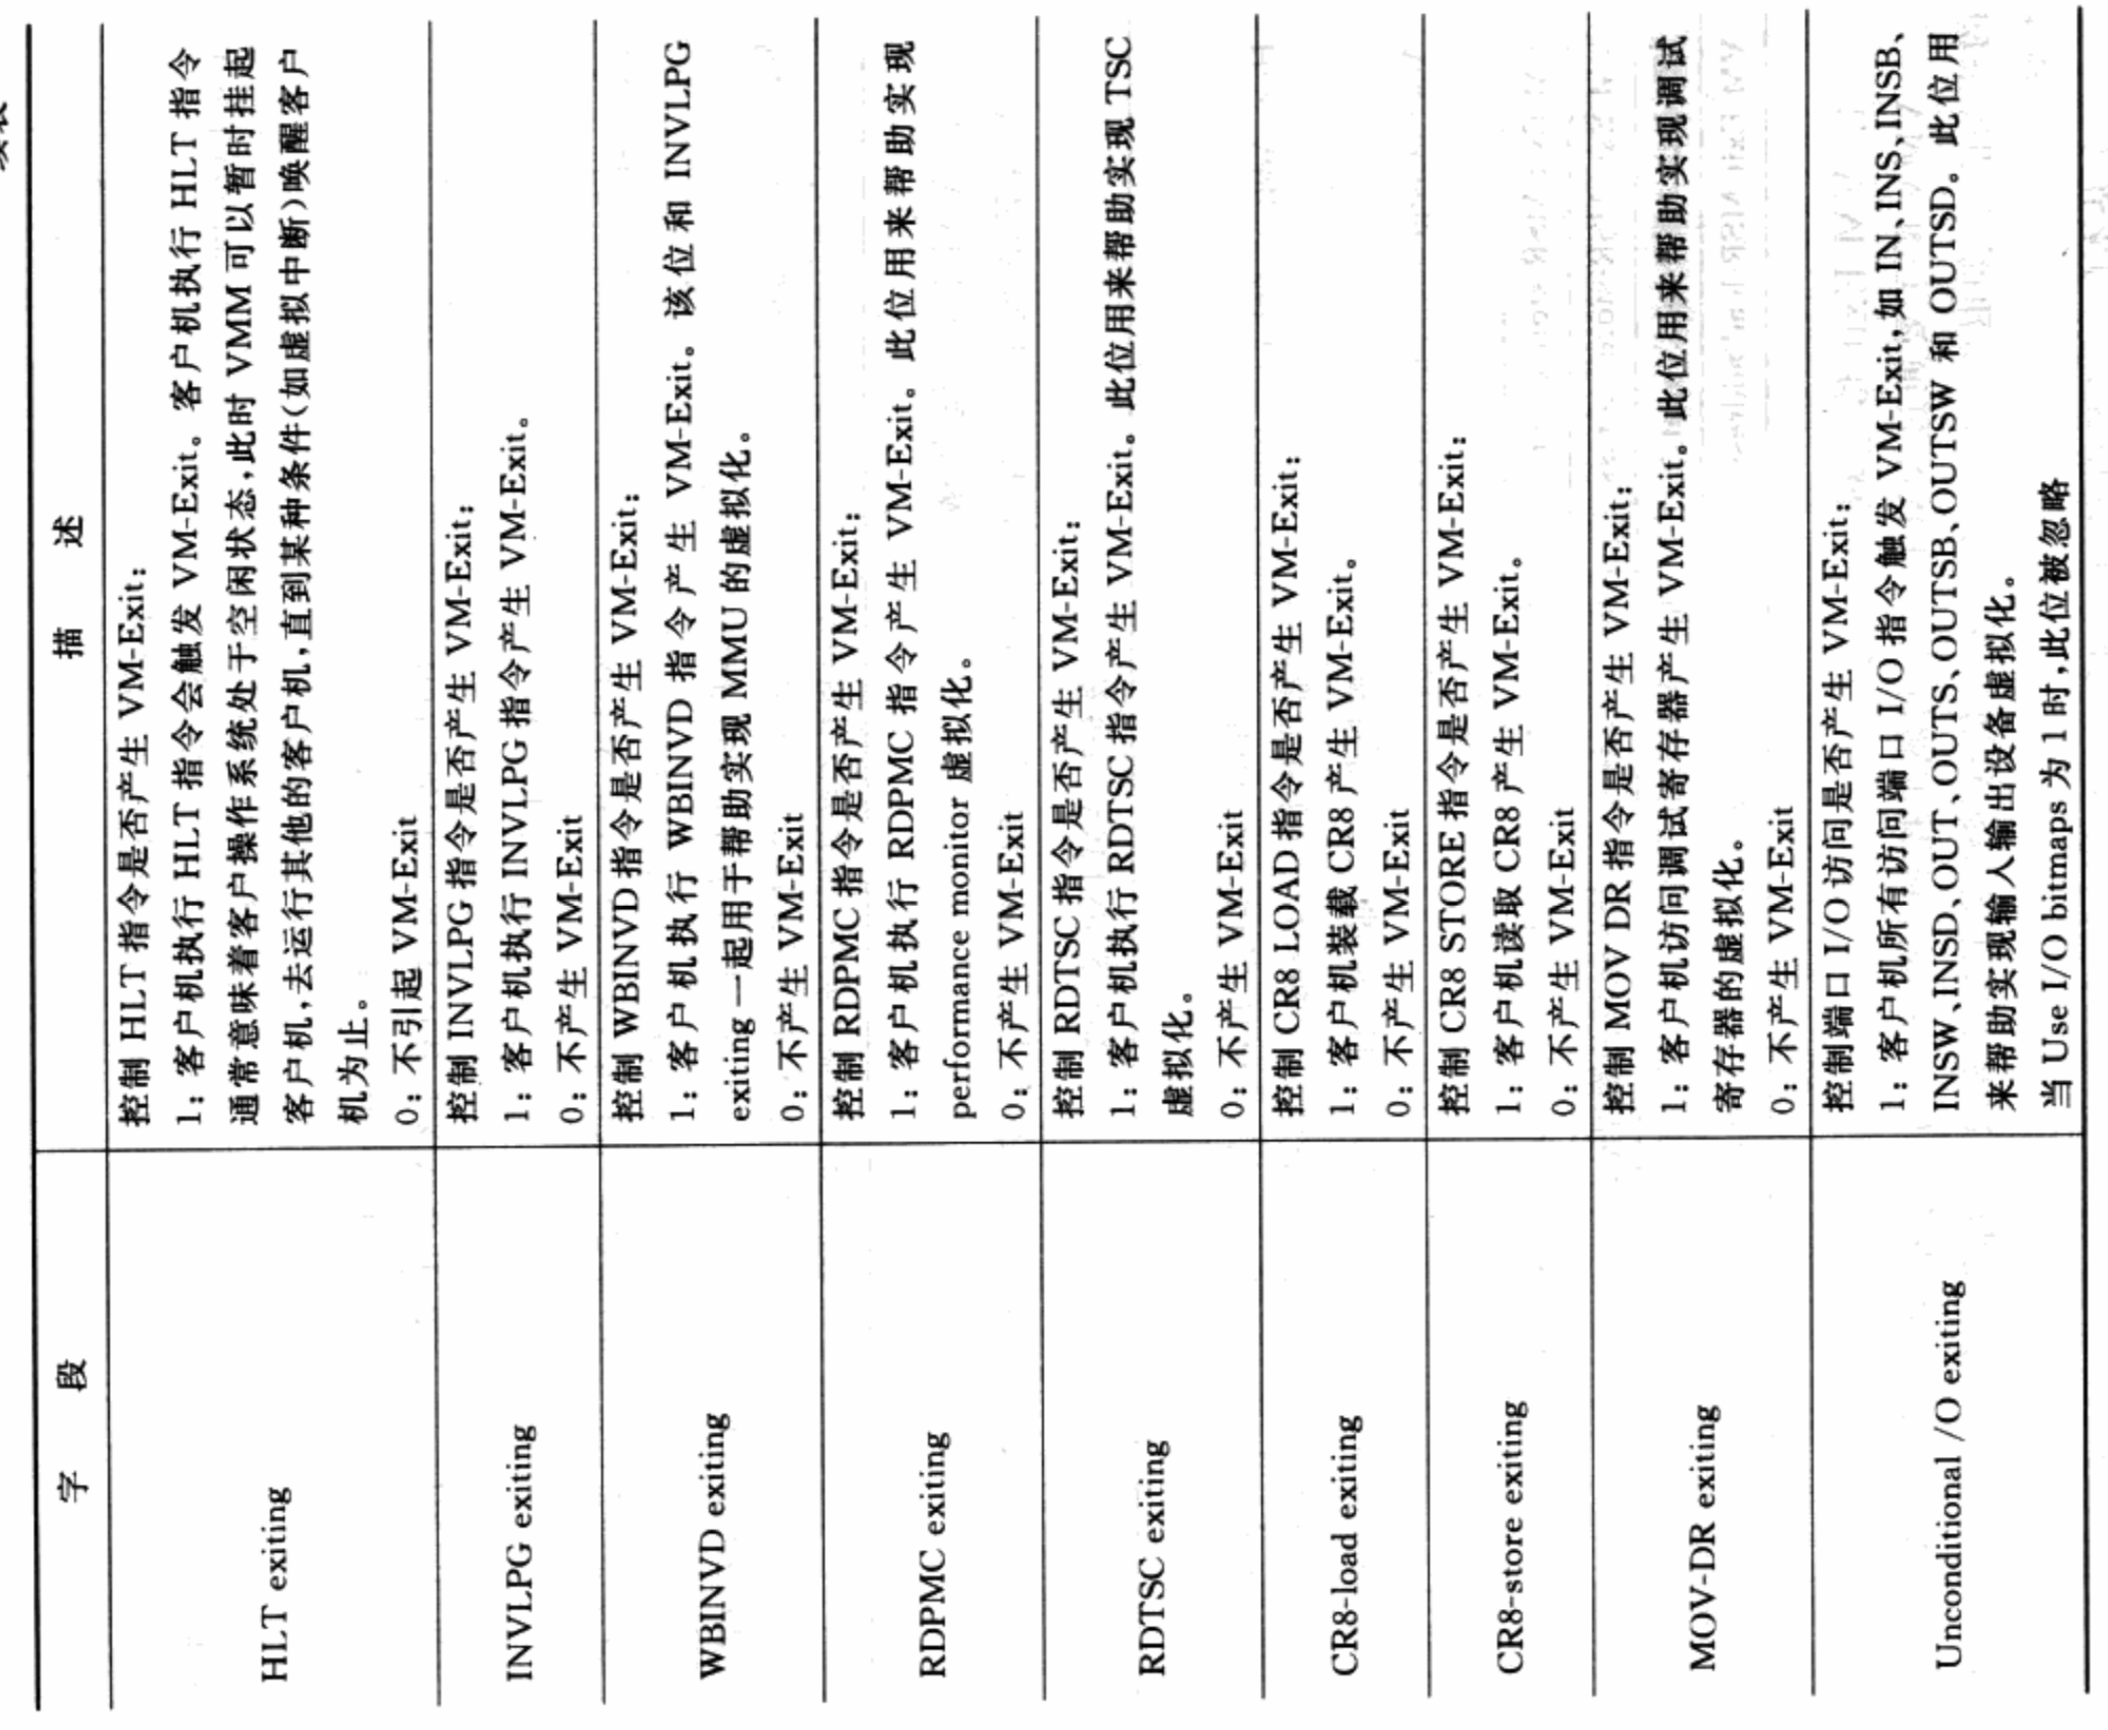 续表
字 段
描 述
HLT exiting
控制 HLT 指令是否产生 VM-Exit：
1：客户机执行 HLT 指令会触发 VM-Exit。客户机执行 HLT 指令
通常意味着客户操作系统处于空闲状态，此时 VMM 可以暂时挂起
客户机，去运行其他的客户机，直到某种条件（如虚拟中断）唤醒客户
机为止。
0：不引起 VM-Exit
INVLPG exiting
控制 INVLPG 指令是否产生 VM-Exit：
1：客户机执行 INVLPG 指令产生 VM-Exit。
0：不产生 VM-Exit
WBINVD exiting
控制 WBINVD 指令是否产生 VM-Exit：
1：客户机执行 WBINVD 指令产生 VM-Exit。该位和 INVLPG
exiting 一起用于帮助实现 MMU 的虚拟化。
0：不产生 VM-Exit
RDPMC exiting
控制 RDPMC 指令是否产生 VM-Exit：
1：客户机执行 RDPMC 指令产生 VM-Exit。此位用来帮助实现
performance monitor 虚拟化。
0：不产生 VM-Exit
RDTSC exiting
控制 RDTSC 指令是否产生 VM-Exit：
1：客户机执行 RDTSC 指令产生 VM-Exit。此位用来帮助实现 TSC
虚拟化。
0：不产生 VM-Exit
CR8-load exiting
控制 CR8 LOAD 指令是否产生 VM-Exit：
1：客户机装载 CR8 产生 VM-Exit。
0：不产生 VM-Exit
CR8-store exiting
控制 CR8 STORE 指令是否产生 VM-Exit：
1：客户机读取 CR8 产生 VM-Exit。
0：不产生 VM-Exit
MOV-DR exiting
控制 MOV DR 指令是否产生 VM-Exit：
1：客户机访问调试寄存器产生 VM-Exit。此位用来帮助实现调试
寄存器的虚拟化。
0：不产生 VM-Exit
Unconditional /O exiting
控制端口 I/O 访问是否产生 VM-Exit：
1：客户机所有访问端口 I/O 指令触发 VM-Exit，如 IN、INS、INSB、
INSW、INSD、OUT、OUTS、OUTSB、OUTSW 和 OUTSD。此位用
来帮助实现输入输出设备虚拟化。
当 Use I/O bitmaps 为 1 时，此位被忽略